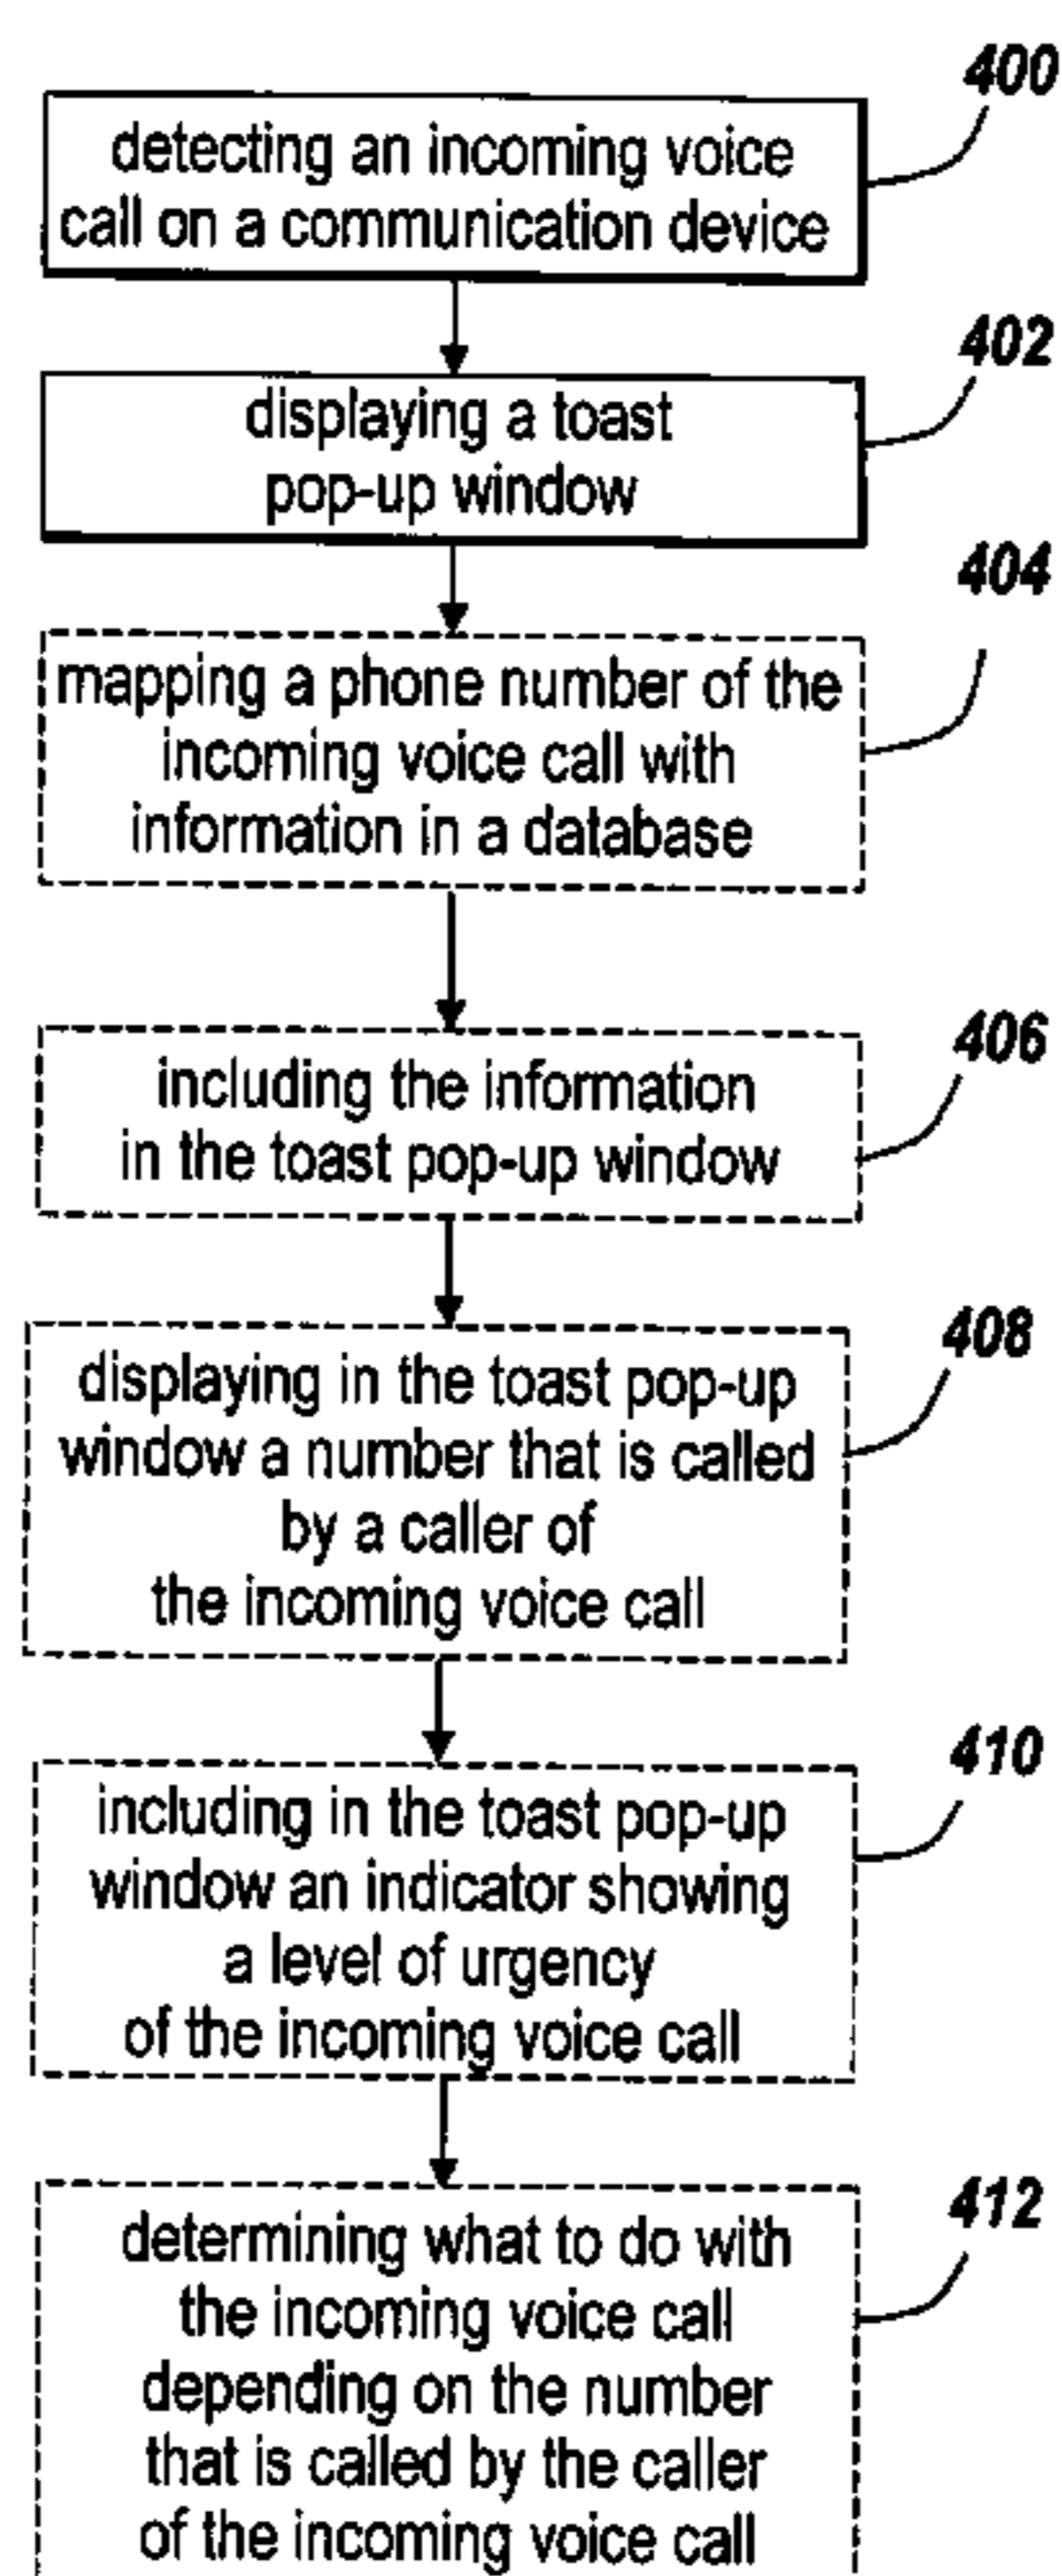 400
detecting an incoming voice
call on a communication device
402
displaying a toast
pop-up window
404
mapping a phone number of the
incoming voice call with
information in a database
406
including the information
in the toast pop-up window
408
displaying in the toast pop-up
window a number that is called
by a caller of
the incoming voice call
410
including in the toast pop-up
window an indicator showing
a level of urgency
of the incoming voice call
412
determining what to do with
the incoming voice call
depending on the number
that is called by the caller
of the incoming voice call